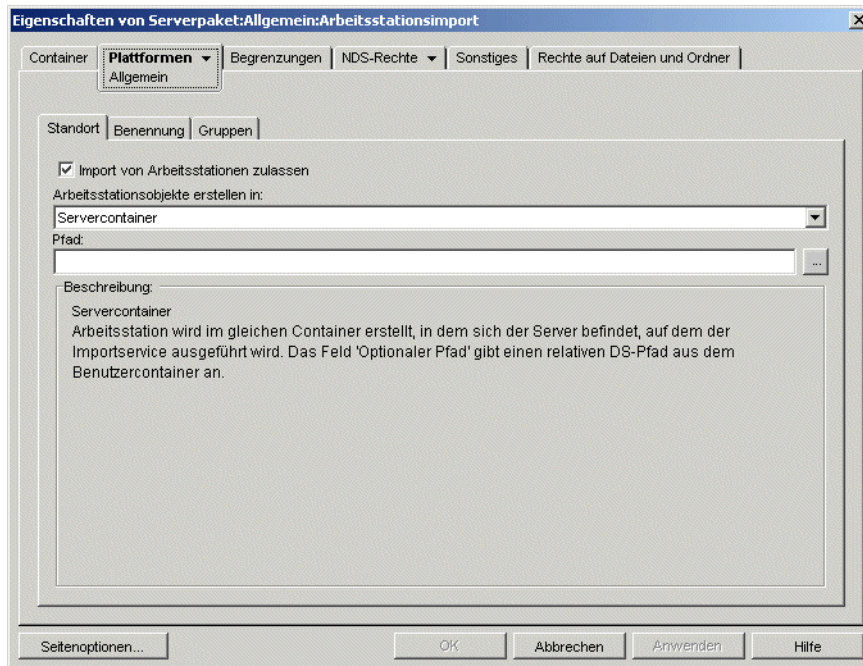 Eigenschaften von Serverpaket:Allgemein:Arbeitsstationsimport
Container Plattformen Begrenzungen NDS-Rechte Sonstiges Rechte auf Dateien und Ordner
Allgemein
Standort Benennung Gruppen
Import von Arbeitsstationen zulassen
Arbeitsstationsobjekte erstellen in:
Servercontainer
Pfad:
...
Beschreibung:
Servercontainer
Arbeitsstation wird im gleichen Container erstellt, in dem sich der Server befindet, auf dem der
Importservice ausgeführt wird. Das Feld 'Optionaler Pfad' gibt einen relativen DS-Pfad aus dem
Benutzercontainer an.
Seitenoptionen... OK Abbrechen Anwenden Hilfe